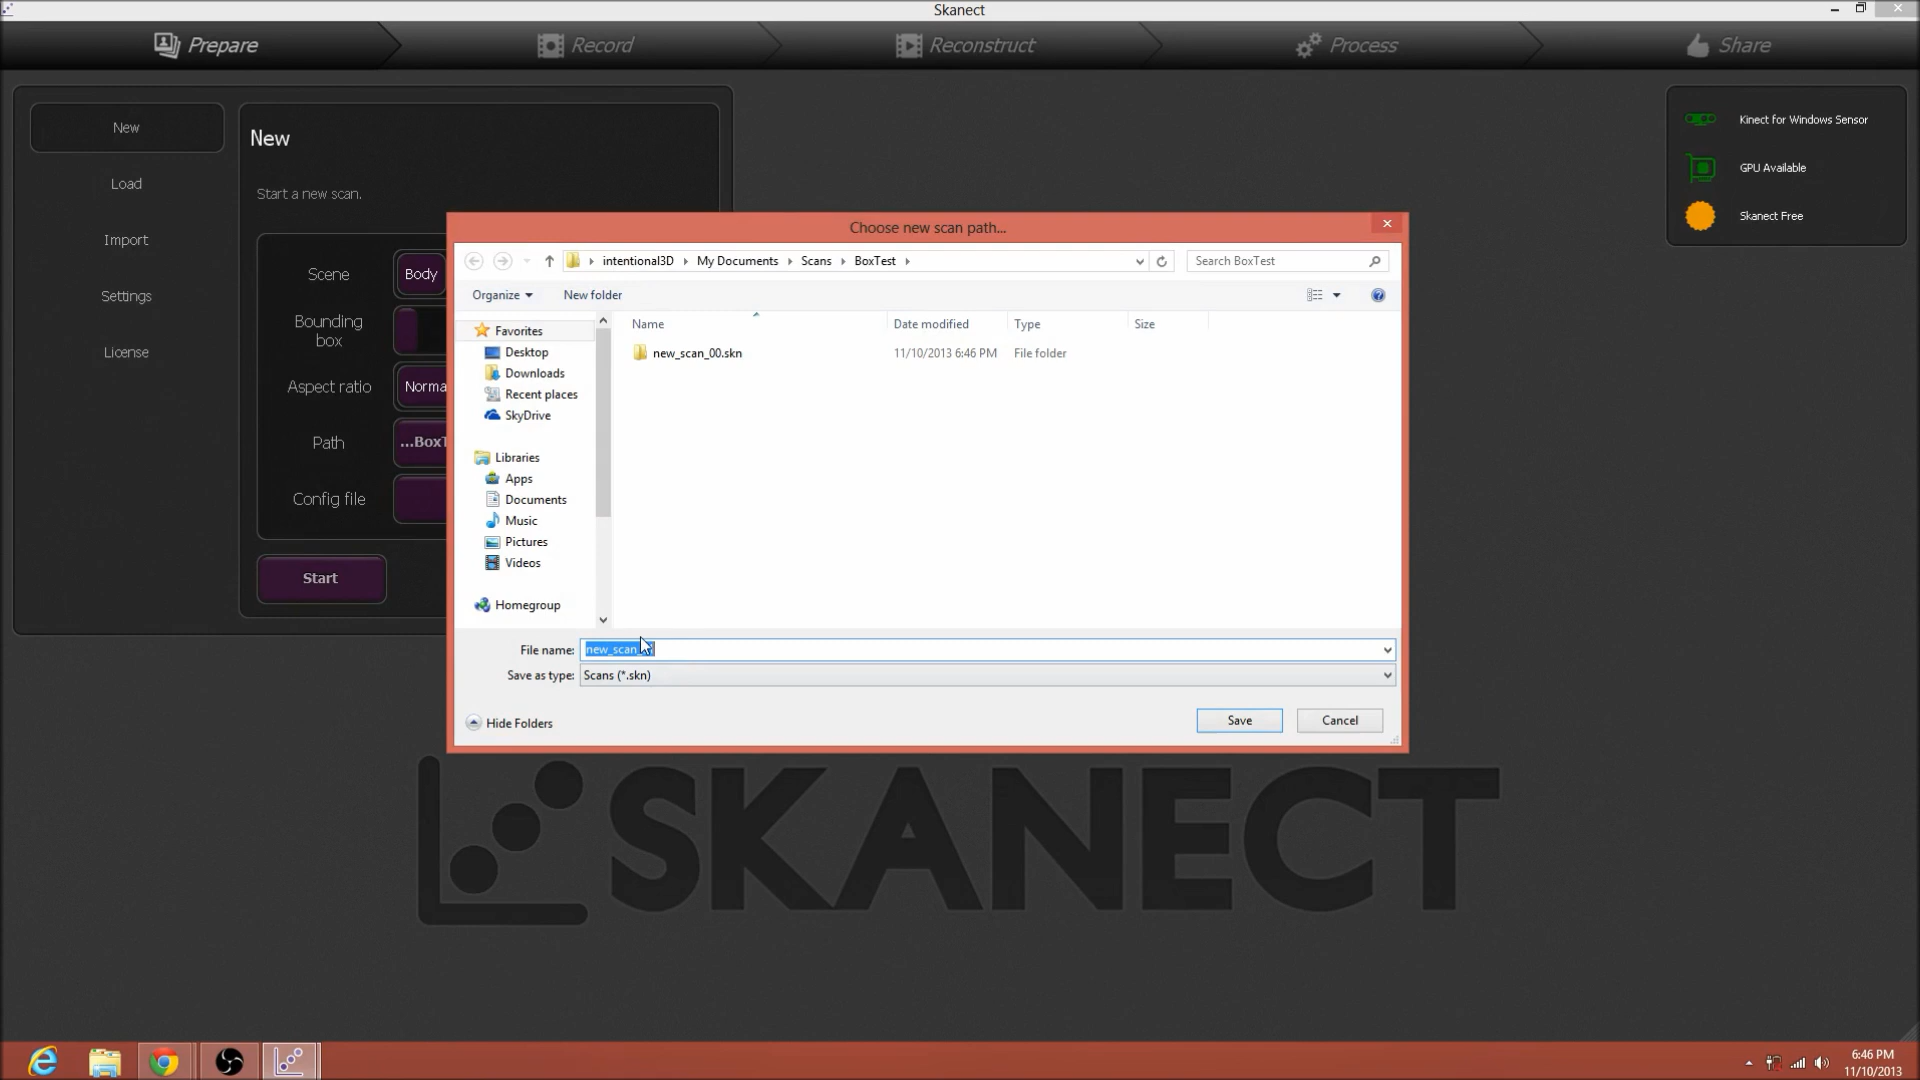 Skanect
Prepare
Record
Reconstruct
Process
Share
New
Load
Import
Settings
License
New
Start a new scan.
Scene
Body
Bounding
box
Aspect ratio
Norma
Path
...BoxT
Config file
Start
Kinect for Windows Sensor
GPU Available
Skanect Free
Choose new scan path...
intentional3D
My Documents
Scans
BoxTest
Search BoxTest
Organize
New folder
Name
Date modified
Type
Size
new_scan_00.skn
11/10/2013 6:46 PM
File folder
Favorites
Desktop
Downloads
Recent places
SkyDrive
Libraries
Apps
Documents
Music
Pictures
Videos
Homegroup
File name:
new_scan_
Save as type:
Scans (*.skn)
Hide Folders
Save
Cancel
SKANECT
6:46 PM
11/10/2013